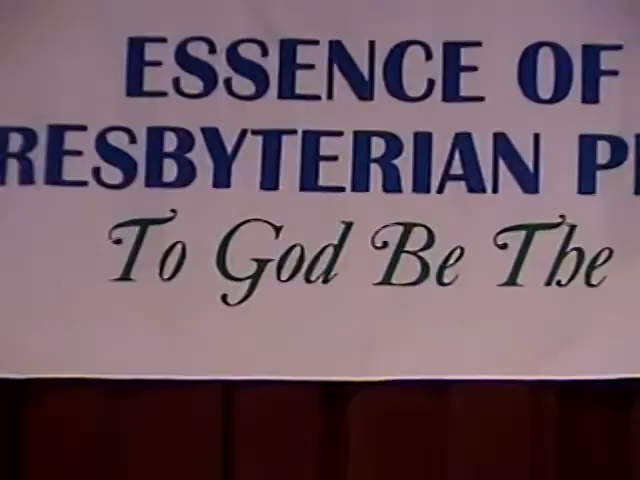 ESSENCE OF
RESBYTERIAN P
To God Be The